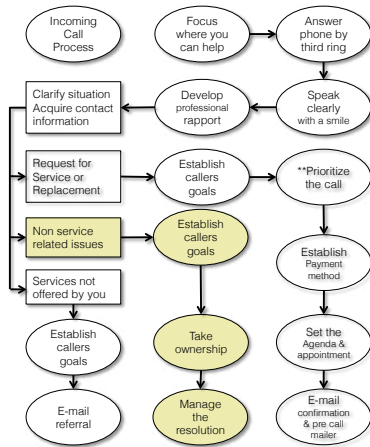 Incoming
Call
Process
Focus
where you
can help
Answer
phone by
third ring
Clarify situation
Acquire contact
information
Develop
professional
rapport
Speak
clearly
with a smile
Request for
Service or
Replacement
Establish
callers
goals
**Prioritize
the call
Non service
related issues
Establish
callers
goals
Establish
Payment
method
Services not
offered by you
Establish
callers
goals
Take
ownership
Set the
Agenda &
appointment
E-mail
referral
Manage
the
resolution
E-mail
confirmation
& pre call
mailer